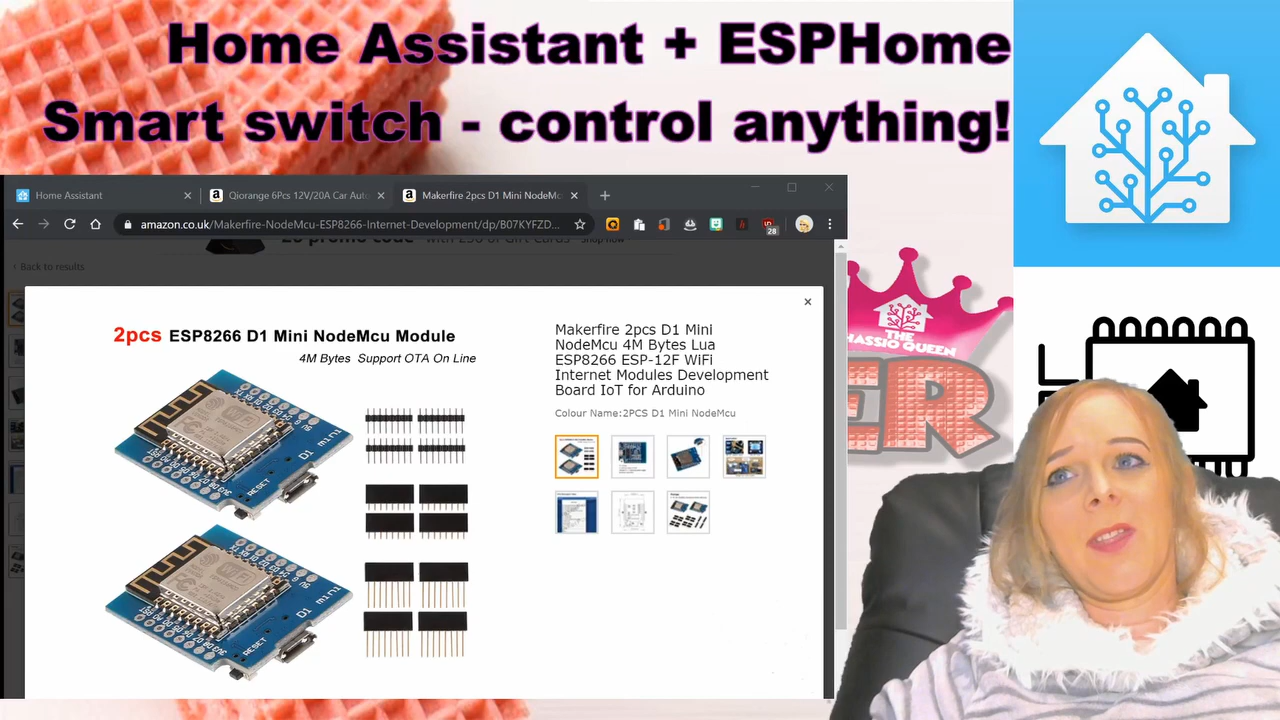 Home Assistant + ESPHome
Smart switch - control anything!
Home Assistant
Qiorange 6Pcs 12V/20A Car Aut
Makerfire 2pcs D1 Mini NodeMc
amazon.co.uk/Makerfire-NodeMcu-ESP8266-Internet-Development/dp/B07KYFZD...
28
Back to results
2pcs ESP8266 D1 Mini NodeMcu Module
4M Bytes Support OTA On Line
Makerfire 2pcs D1 Mini
NodeMcu 4M Bytes Lua
ESP8266 ESP-12F WiFi
Internet Modules Development
Board IoT for Arduino
Colour Name:2PCS D1 Mini NodeMcu
D1 mini
RESET
D1 mini
RESET
THE
HASSIO QUEEN
ER